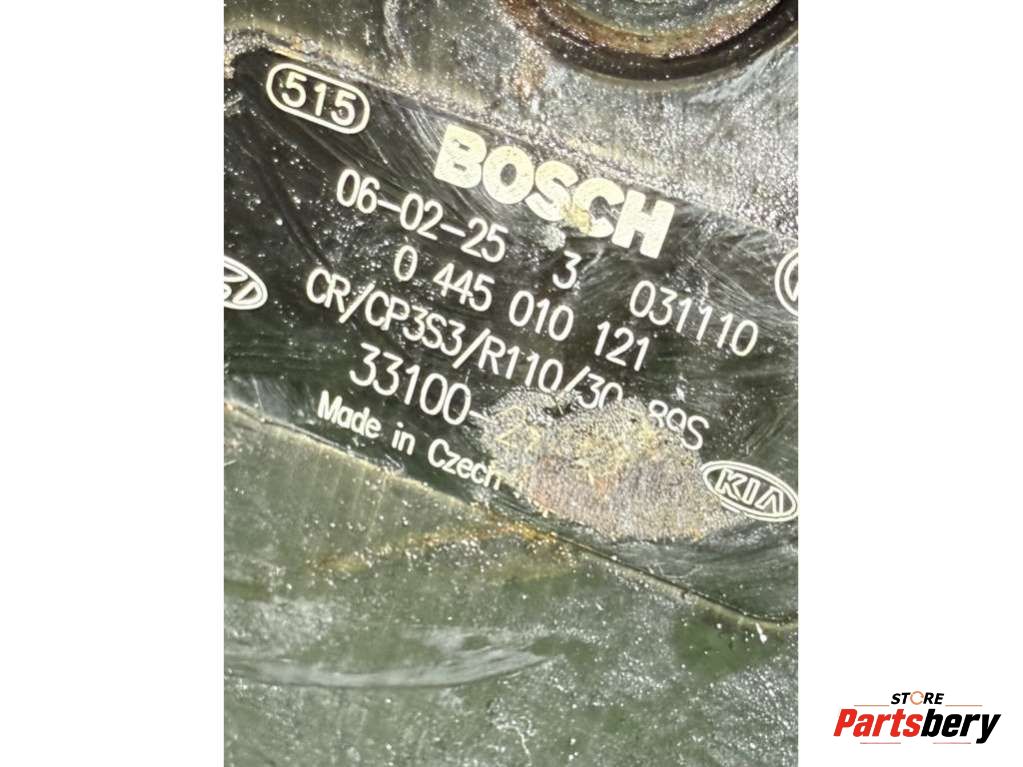 515
BOSCH
06-02-25 3 031110
0 445 010 121
CR/CP3S3/R110/30 89S
33100-2
Made in Czech
KIA
STORE
Partsbery